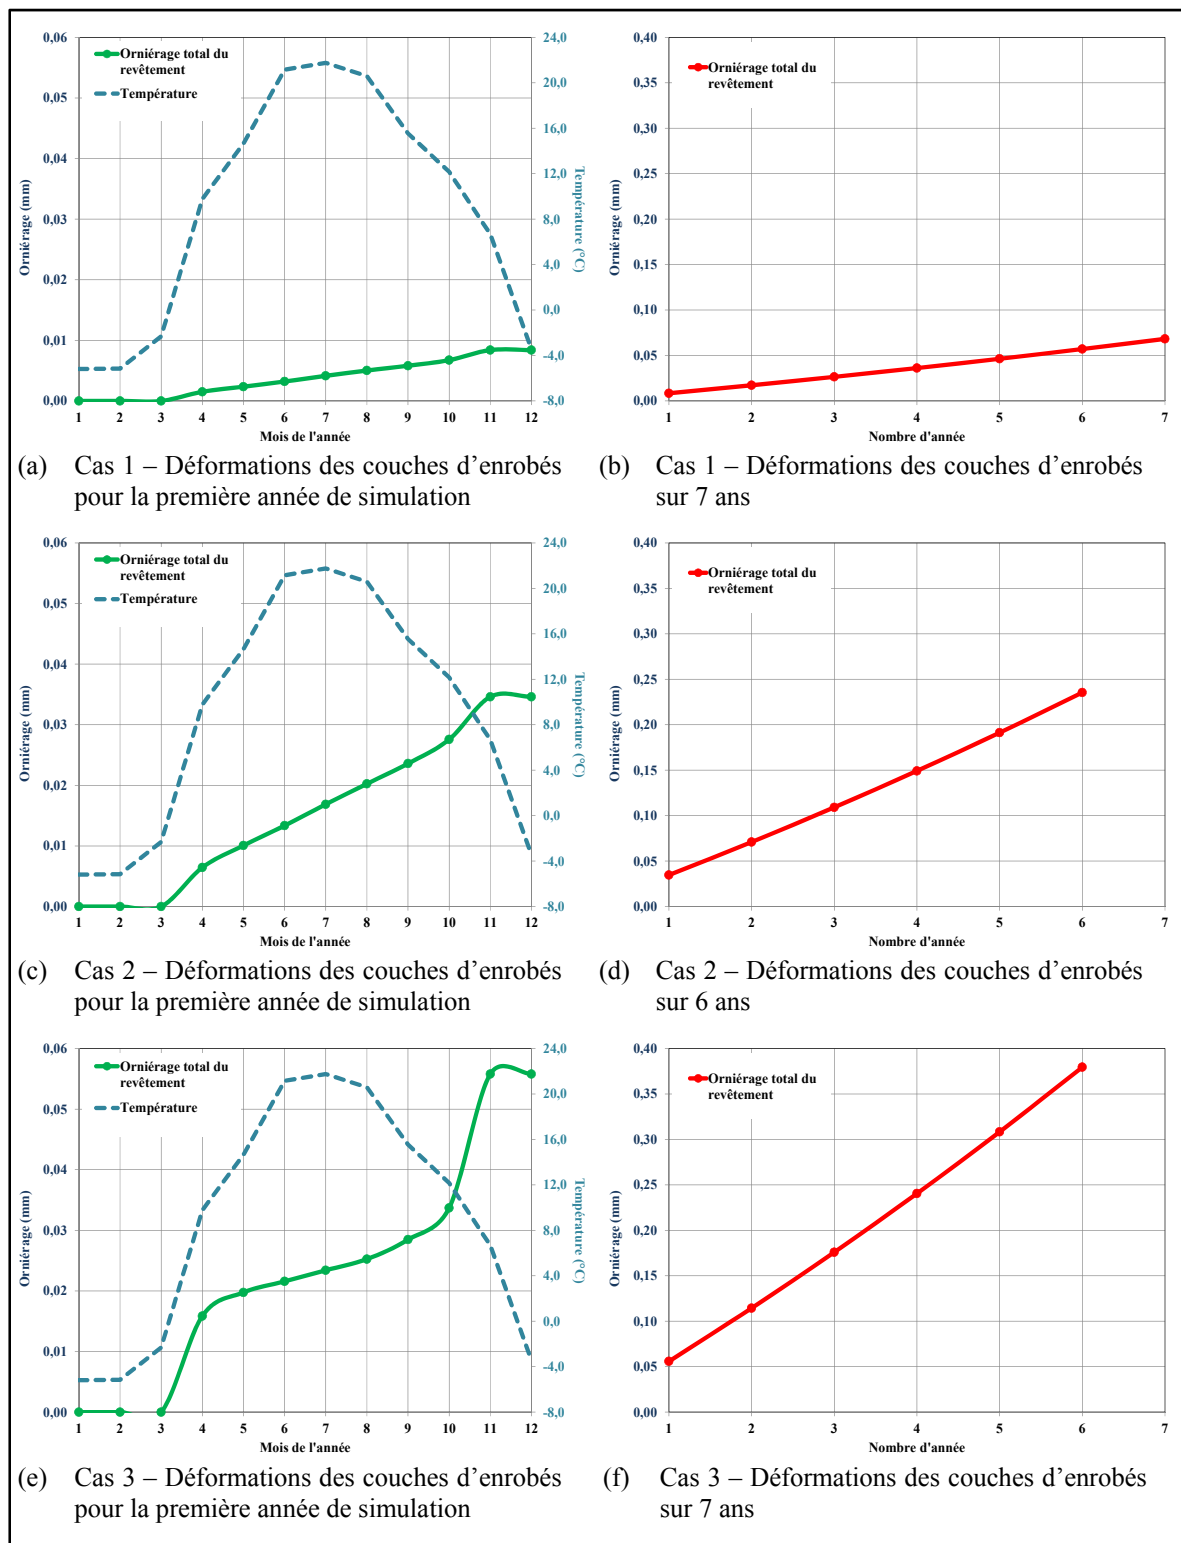 0,06
0,05
0,04
0,03
0,02
0,01
0,00
Orniérage (mm)
Orniérage total du
revêtement
Température
24,0
20,0
16,0
12,0
8,0
4,0
0,0
-4,0
-8,0
Température (°C)
1 2 3 4 5 6 7 8 9 10 11 12
Mois de l'année
0,40
0,35
0,30
0,25
0,20
0,15
0,10
0,05
0,00
Orniérage (mm)
Orniérage total du
revêtement
1 2 3 4 5 6 7
Nombre d'année
(a) Cas 1 – Déformations des couches d’enrobés
pour la première année de simulation
(b) Cas 1 – Déformations des couches d’enrobés
sur 7 ans
0,06
0,05
0,04
0,03
0,02
0,01
0,00
Orniérage (mm)
Orniérage total du
revêtement
Température
24,0
20,0
16,0
12,0
8,0
4,0
0,0
-4,0
-8,0
Température (°C)
1 2 3 4 5 6 7 8 9 10 11 12
Mois de l'année
0,40
0,35
0,30
0,25
0,20
0,15
0,10
0,05
0,00
Orniérage (mm)
Orniérage total du
revêtement
1 2 3 4 5 6 7
Nombre d'année
(c) Cas 2 – Déformations des couches d’enrobés
pour la première année de simulation
(d) Cas 2 – Déformations des couches d’enrobés
sur 6 ans
0,06
0,05
0,04
0,03
0,02
0,01
0,00
Orniérage (mm)
Orniérage total du
revêtement
Température
24,0
20,0
16,0
12,0
8,0
4,0
0,0
-4,0
-8,0
Température (°C)
1 2 3 4 5 6 7 8 9 10 11 12
Mois de l'année
0,40
0,35
0,30
0,25
0,20
0,15
0,10
0,05
0,00
Orniérage (mm)
Orniérage total du
revêtement
1 2 3 4 5 6 7
Nombre d'année
(e) Cas 3 – Déformations des couches d’enrobés
pour la première année de simulation
(f) Cas 3 – Déformations des couches d’enrobés
sur 7 ans